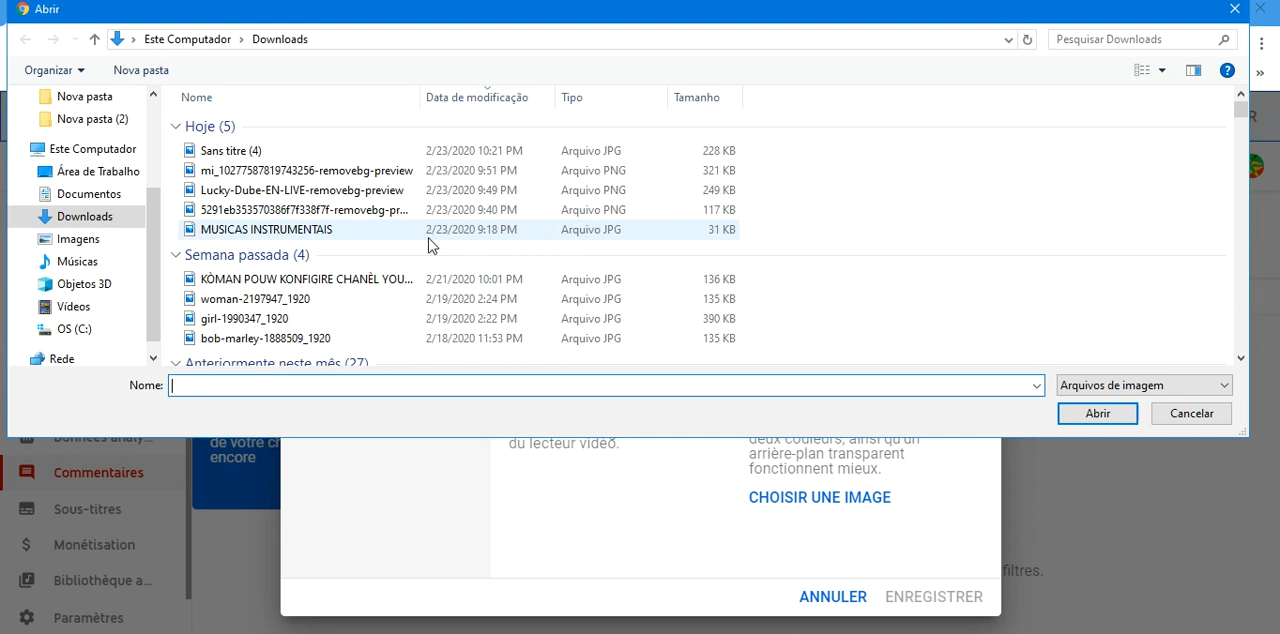 Abrir
Este Computador > Downloads
Pesquisar Downloads
Organizar
Nova pasta
Nova pasta
Nova pasta (2)
Este Computador
Área de Trabalho
Documentos
Downloads
Imagens
Músicas
Objetos 3D
Vídeos
OS (C:)
Rede
Nome Data de modificação Tipo Tamanho
Hoje (5)
Sans titre (4) 2/23/2020 10:21 PM Arquivo JPG 228 KB
mi_10277587819743256-removebg-preview 2/23/2020 9:51 PM Arquivo PNG 321 KB
Lucky-Dube-EN-LIVE-removebg-preview 2/23/2020 9:49 PM Arquivo PNG 249 KB
5291eb353570386f7f338f7f-removebg-pr... 2/23/2020 9:40 PM Arquivo PNG 117 KB
MUSICAS INSTRUMENTAIS 2/23/2020 9:18 PM Arquivo JPG 31 KB
Semana passada (4)
KÒMAN POUW KONFIGIRE CHANÈL YOU... 2/21/2020 10:01 PM Arquivo JPG 136 KB
woman-2197947_1920 2/19/2020 2:24 PM Arquivo JPG 135 KB
girl-1990347_1920 2/19/2020 2:22 PM Arquivo JPG 390 KB
bob-marley-1888509_1920 2/18/2020 11:53 PM Arquivo JPG 135 KB
Anteriormente neste mês (27)
Nome:
Arquivos de imagem
Abrir
Cancelar
R
Données analy...
Commentaires
Sous-titres
$ Monétisation
Bibliothèque a...
Paramètres
de votre ch
encore
du lecteur vidéo.
deux couleurs, ainsi qu'un
arrière-plan transparent
fonctionnent mieux.
CHOISIR UNE IMAGE
filtres.
ANNULER
ENREGISTRER